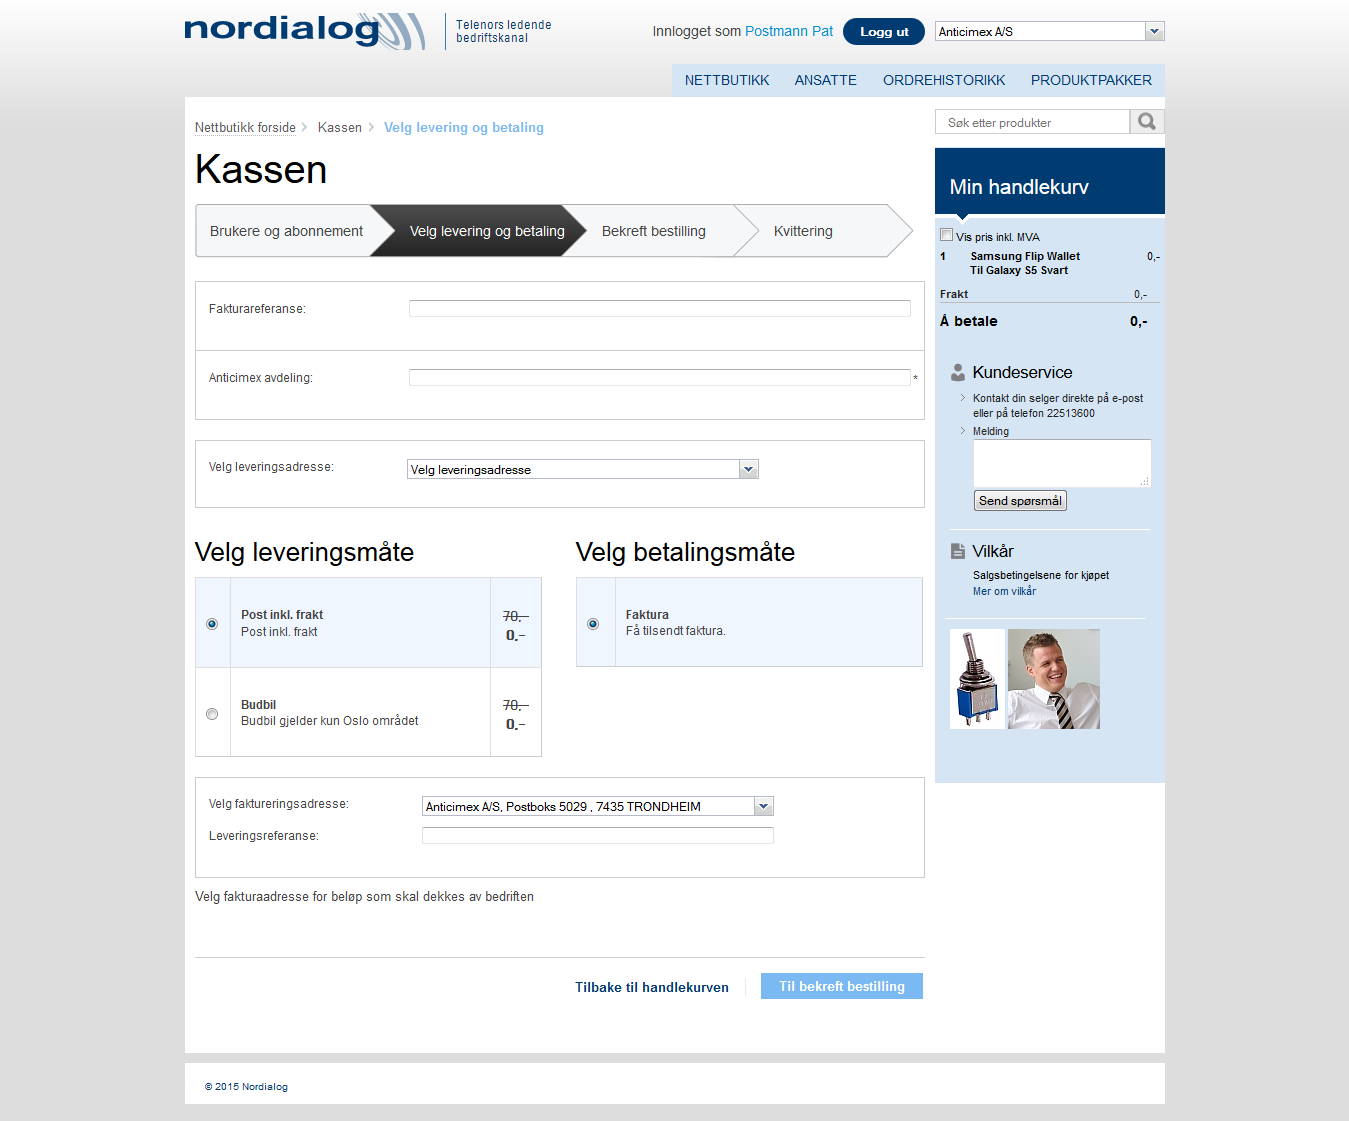 nordialog
Telenors ledende
bedriftskanal
Innlogget som Postmann Pat
Logg ut
Anticimex A/S
NETTBUTIKK ANSATTE ORDREHISTORIKK PRODUKTPAKKER
Nettbutikk forside Kassen Velg levering og betaling
Kassen
Brukere og abonnement Velg levering og betaling Bekreft bestilling Kvittering
Fakturareferanse:
Anticimex avdeling: *
Velg leveringsadresse: Velg leveringsadresse
Velg leveringsmåte
Post inkl. frakt
Post inkl. frakt
70.-
0.-
Budbil
Budbil gjelder kun Oslo området
70.-
0.-
Velg betalingsmåte
Faktura
Få tilsendt faktura.
Velg faktureringsadresse: Anticimex A/S, Postboks 5029 , 7435 TRONDHEIM
Leveringsreferanse:
Velg fakturaadresse for beløp som skal dekkes av bedriften
Tilbake til handlekurven
Til bekreft bestilling
Søk etter produkter
Min handlekurv
Vis pris inkl. MVA
1 Samsung Flip Wallet 0,-
Til Galaxy S5 Svart
Frakt 0,-
Å betale 0,-
Kundeservice
Kontakt din selger direkte på e-post
eller på telefon 22513600
Melding
Send spørsmål
Vilkår
Salgsbetingelsene for kjøpet
Mer om vilkår
© 2015 Nordialog